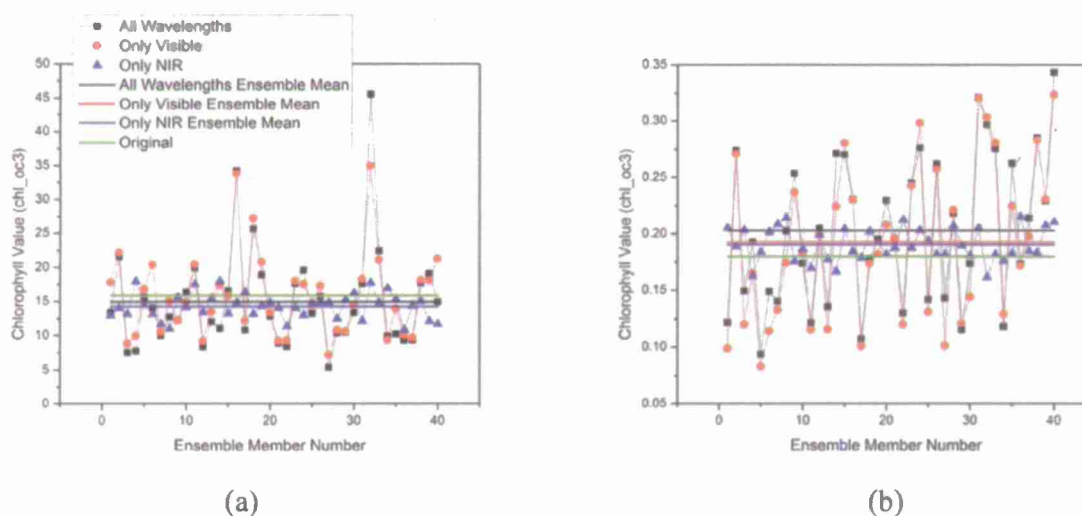 All Wavelengths
Only Visible
Only NIR
All Wavelengths Ensemble Mean
Only Visible Ensemble Mean
Only NIR Ensemble Mean
Original
Chlorophyll Value (chl_oc3)
50
45
40
35
30
25
20
15
10
5
0
0 10 20 30 40
Ensemble Member Number
(a)
Chlorophyll Value (chl_oc3)
0.35
0.30
0.25
0.20
0.15
0.10
0.05
0 10 20 30 40
Ensemble Member Number
(b)